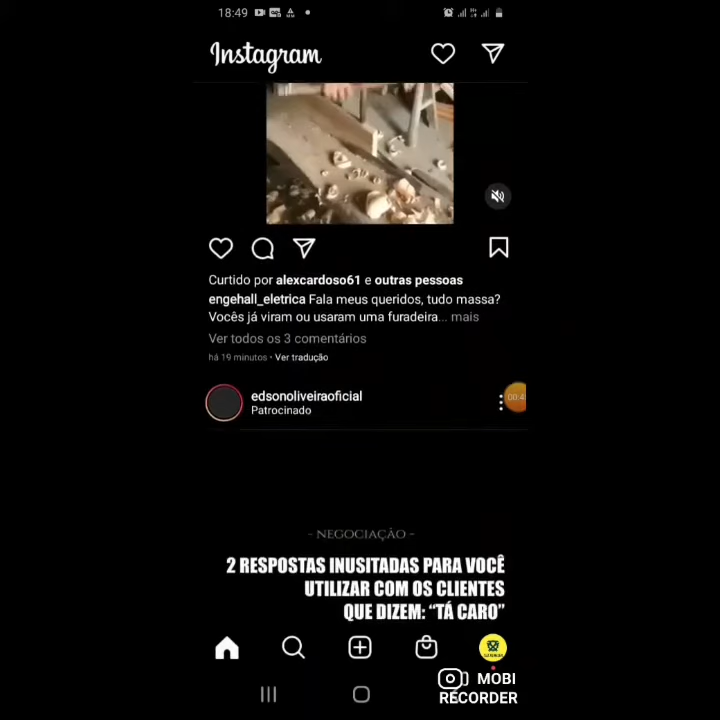 18:49
Instagram
Curtido por alexcardoso61 e outras pessoas
engehall_eletrica Fala meus queridos, tudo massa?
Vocês já viram ou usaram uma furadeira... mais
Ver todos os 3 comentários
há 19 minutos • Ver tradução
edsonoliveiraoficial
Patrocinado
- NEGOCIAÇÃO -
2 RESPOSTAS INUSITADAS PARA VOCÊ
UTILIZAR COM OS CLIENTES
QUE DIZEM: “TÁ CARO”
MOBI
RECORDER